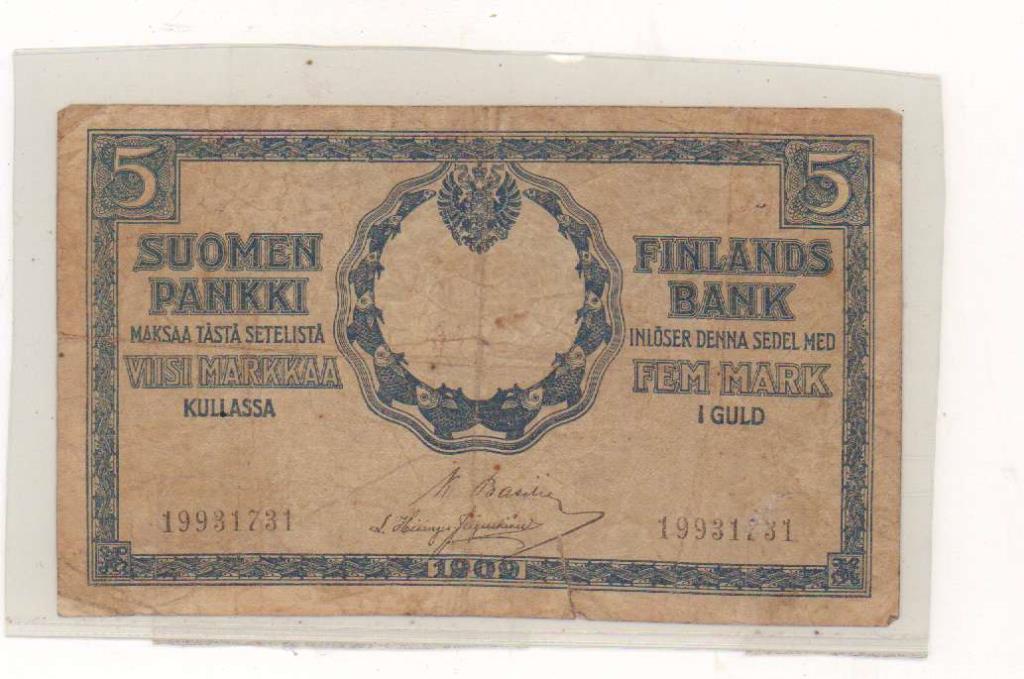 5
5
SUOMEN
PANKKI
MAKSAA TÄSTÄ SETELISTÄ
VIISI MARKKAA
KULLASSA
FINLANDS
BANK
INLÖSER DENNA SEDEL MED
FEM MARK
I GULD
Basilie
19931731
19931731
1909